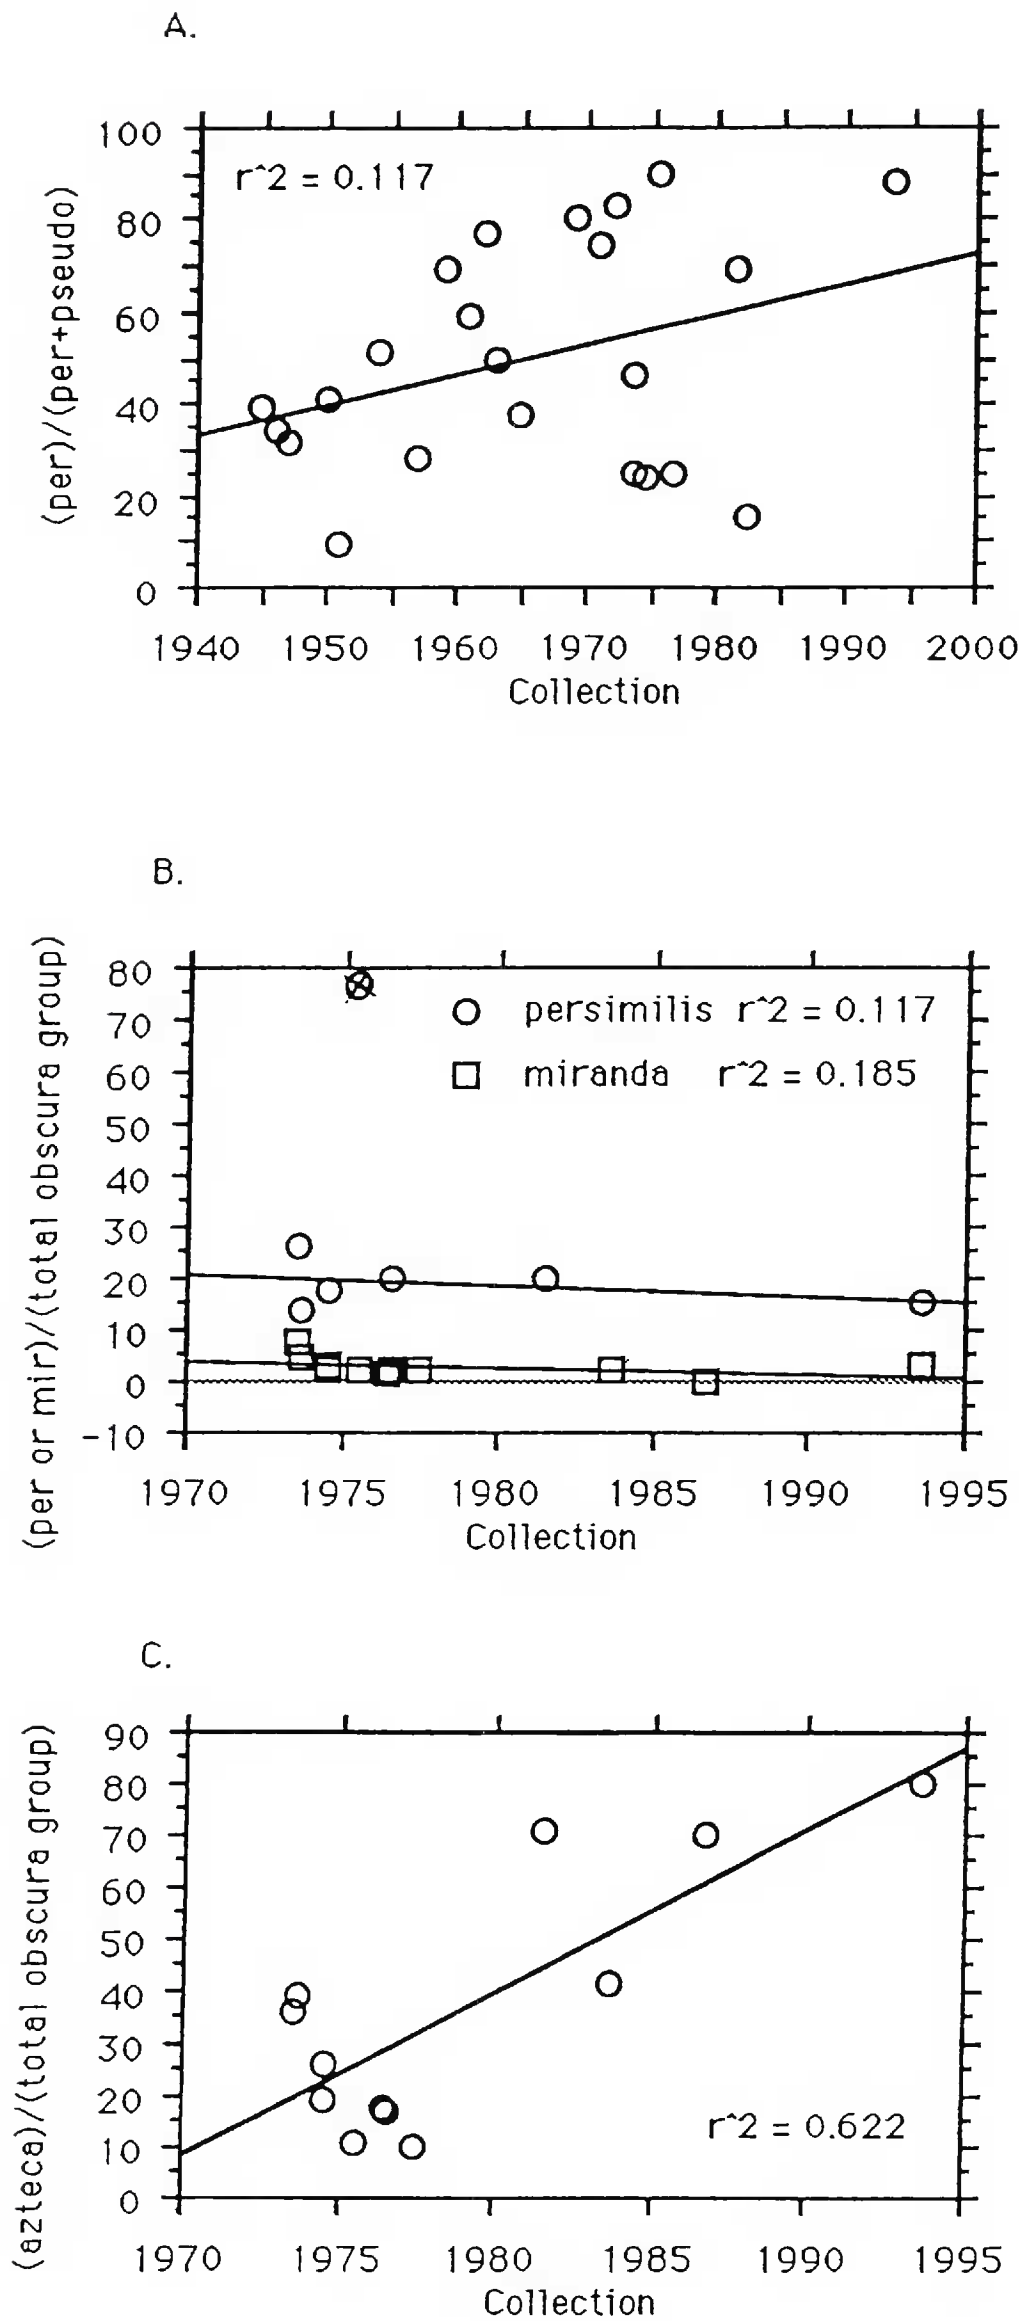 A.
(per)/(per+pseudo)
r^2 = 0.117
100
80
60
40
20
0
1940 1950 1960 1970 1980 1990 2000
Collection
B.
(per or mir)/(total obscura group)
80
70
60
50
40
30
20
10
0
-10
persimilis r^2 = 0.117
miranda r^2 = 0.185
1970 1975 1980 1985 1990 1995
Collection
C.
(azteca)/(total obscura group)
90
80
70
60
50
40
30
20
10
0
r^2 = 0.622
1970 1975 1980 1985 1990 1995
Collection